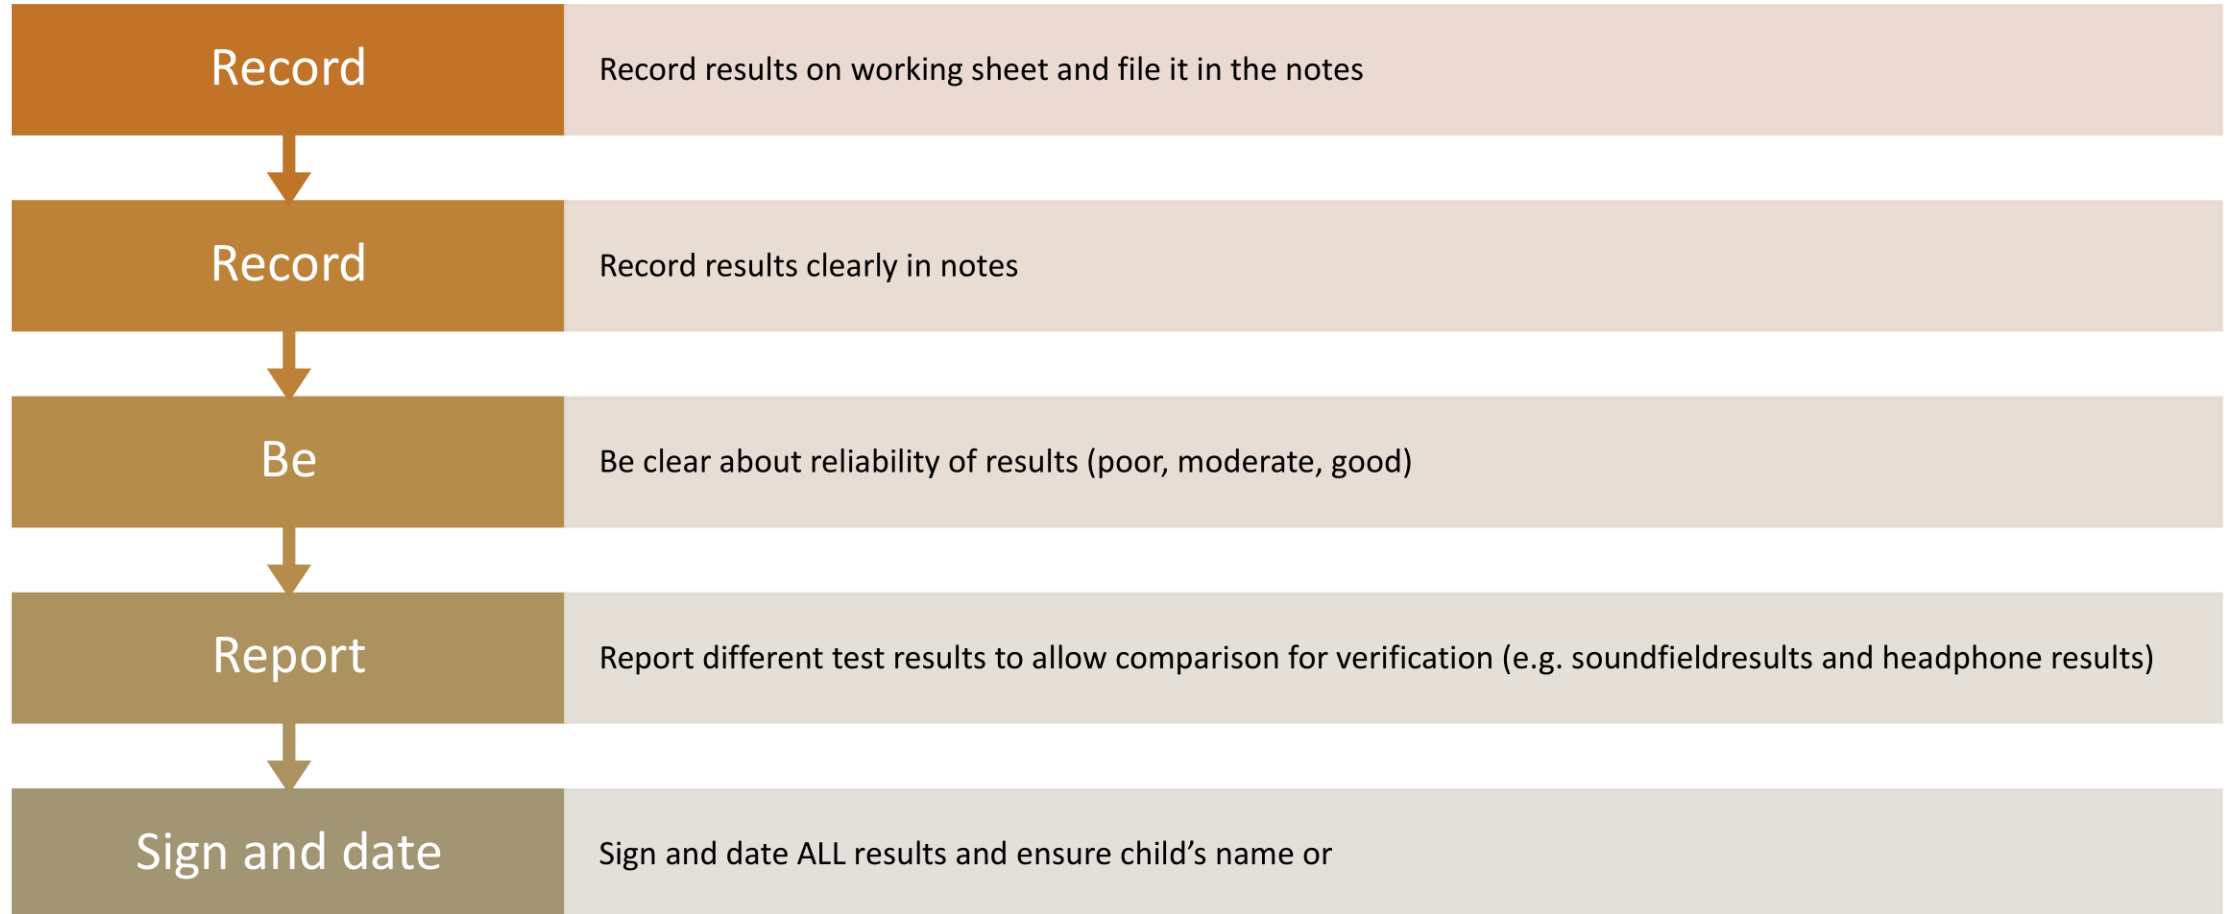 Record
Record results on working sheet and file it in the notes
Record
Record results clearly in notes
Be
Be clear about reliability of results (poor, moderate, good)
Report
Report different test results to allow comparison for verification (e.g. soundfieldresults and headphone results)
Sign and date
Sign and date ALL results and ensure child’s name or